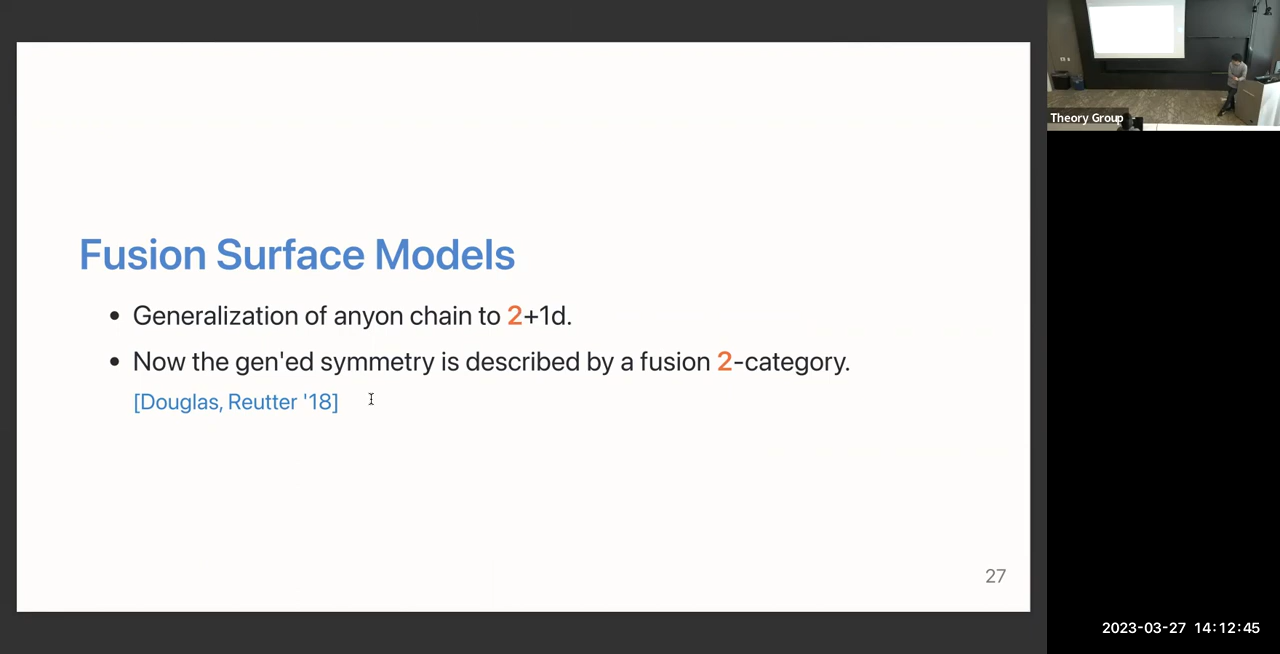 Fusion Surface Models
• Generalization of anyon chain to 2+1d.
• Now the gen'ed symmetry is described by a fusion 2-category.
[Douglas, Reutter '18]
27
Theory Group
2023-03-27 14:12:45